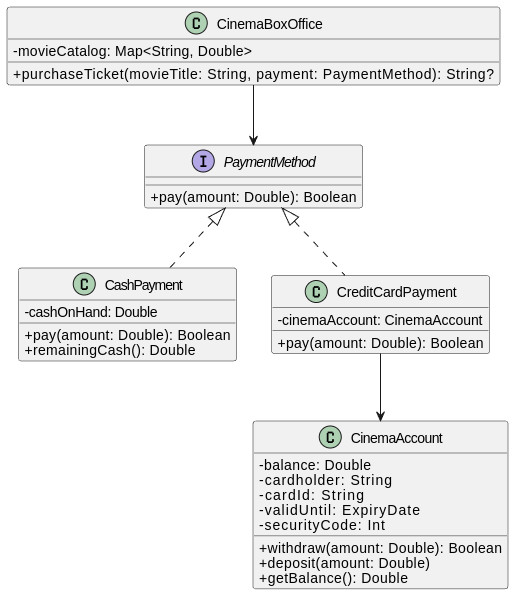 C CinemaBoxOffice
-movieCatalog: Map<String, Double>
+purchaseTicket(movieTitle: String, payment: PaymentMethod): String?
I PaymentMethod
+pay(amount: Double): Boolean
C CashPayment
-cashOnHand: Double
+pay(amount: Double): Boolean
+remainingCash(): Double
C CreditCardPayment
-cinemaAccount: CinemaAccount
+pay(amount: Double): Boolean
C CinemaAccount
-balance: Double
-cardholder: String
-cardId: String
-validUntil: ExpiryDate
-securityCode: Int
+withdraw(amount: Double): Boolean
+deposit(amount: Double)
+getBalance(): Double